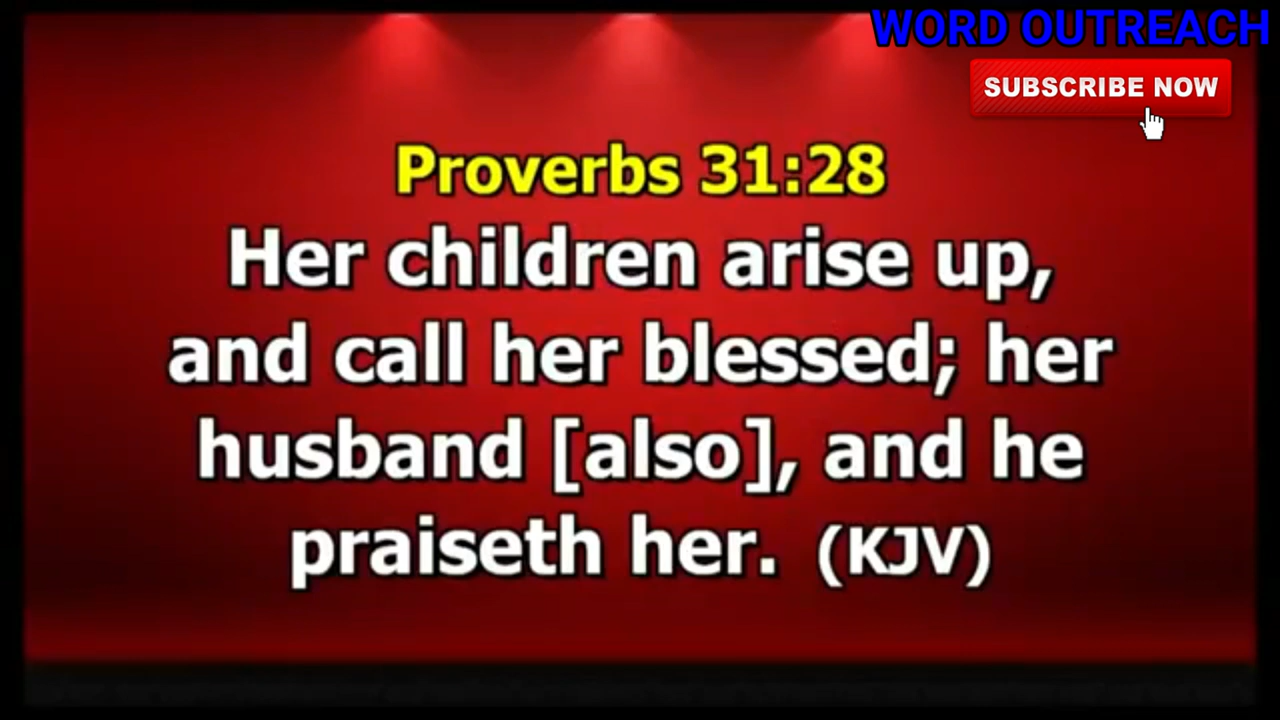 WORD OUTREACH
SUBSCRIBE NOW
Proverbs 31:28
Her children arise up,
and call her blessed; her
husband [also], and he
praiseth her. (KJV)